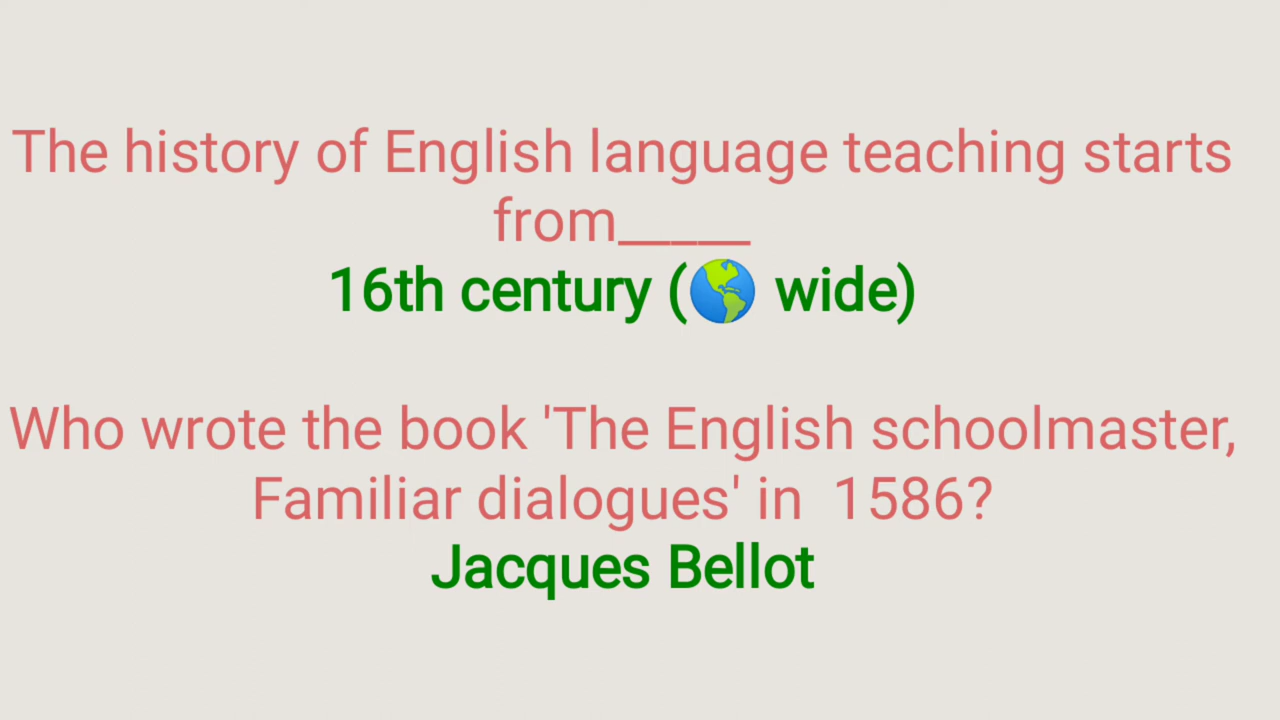 The history of English language teaching starts
from_____
16th century (🌎 wide)
Who wrote the book 'The English schoolmaster,
Familiar dialogues' in  1586?
Jacques Bellot